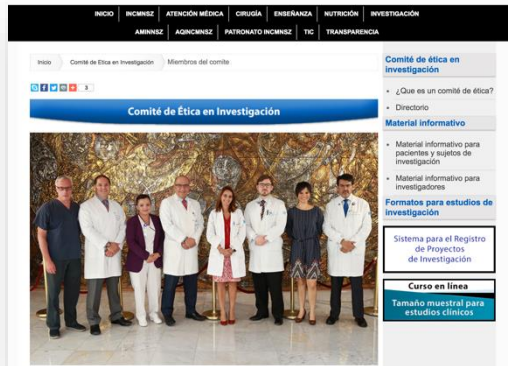 INICIO INCMNSZ ATENCIÓN MÉDICA CIRUGÍA ENSEÑANZA NUTRICIÓN INVESTIGACIÓN
AMINNSZ AQINCMNSZ PATRONATO INCMNSZ TIC TRANSPARENCIA
Inicio Comité de Etica en Investigación Miembros del comite
3
Comité de Ética en Investigación
Comité de ética en
investigación
¿Que es un comité de ética?
Directorio
Material informativo
Material informativo para
pacientes y sujetos de
investigación
Material informativo para
investigadores
Formatos para estudios de
investigación
Sistema para el Registro
de Proyectos
de Investigación
Curso en línea
Tamaño muestral para
estudios clínicos